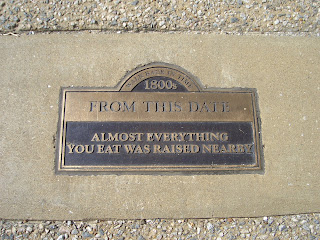 1800s
FROM THIS DATE
ALMOST EVERYTHING
YOU EAT WAS RAISED NEARBY